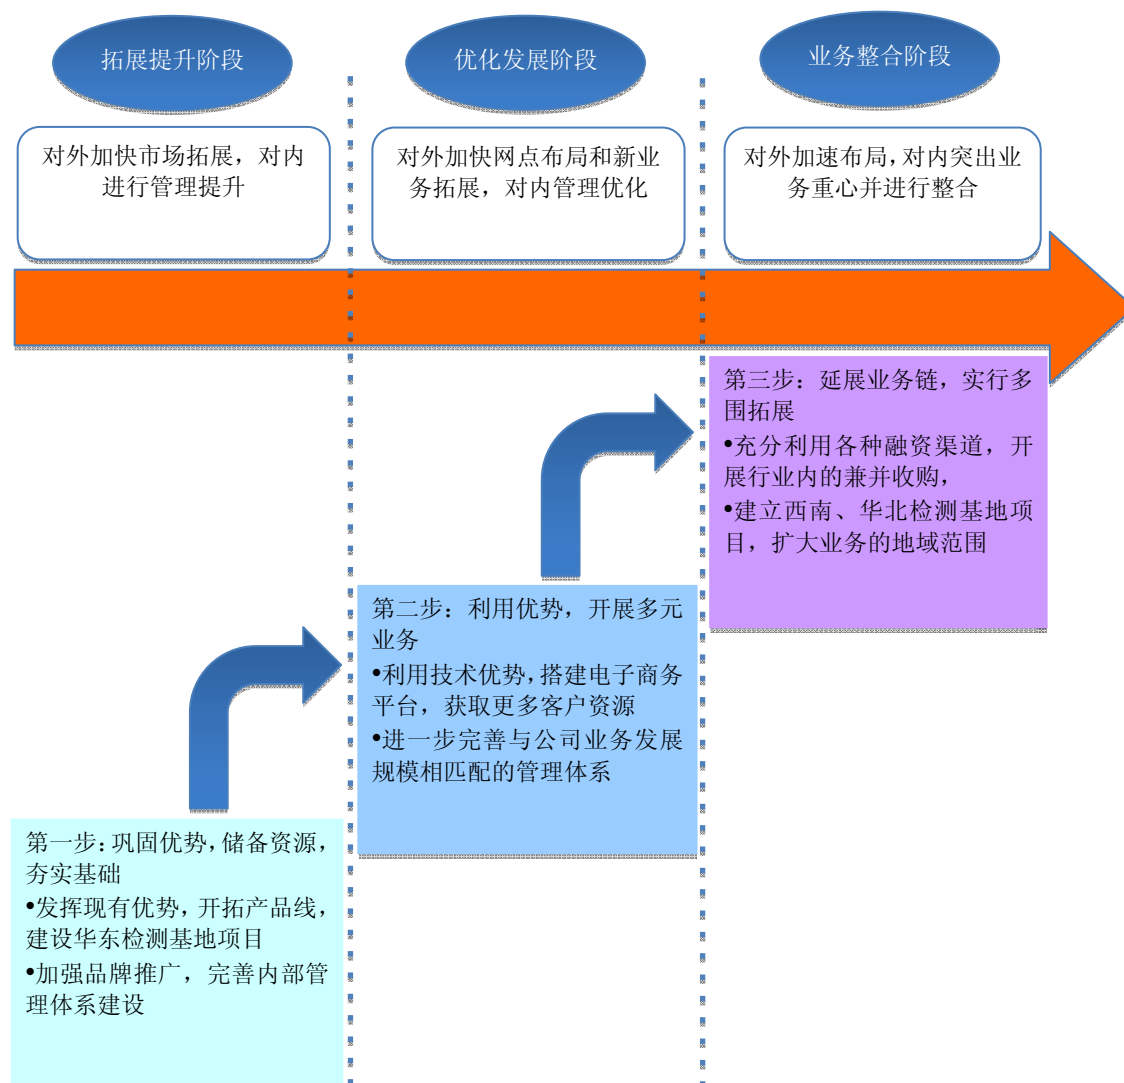 拓展提升阶段
优化发展阶段
业务整合阶段
对外加快市场拓展，对内
进行管理提升
对外加快网点布局和新业
务拓展，对内管理优化
对外加速布局，对内突出业
务重心并进行整合
第三步：延展业务链，实行多
围拓展
•充分利用各种融资渠道，开
展行业内的兼并收购，
•建立西南、华北检测基地项
目，扩大业务的地域范围
第二步：利用优势，开展多元
业务
•利用技术优势，搭建电子商务
平台，获取更多客户资源
•进一步完善与公司业务发展
规模相匹配的管理体系
第一步：巩固优势，储备资源，
夯实基础
•发挥现有优势，开拓产品线，
建设华东检测基地项目
•加强品牌推广，完善内部管
理体系建设